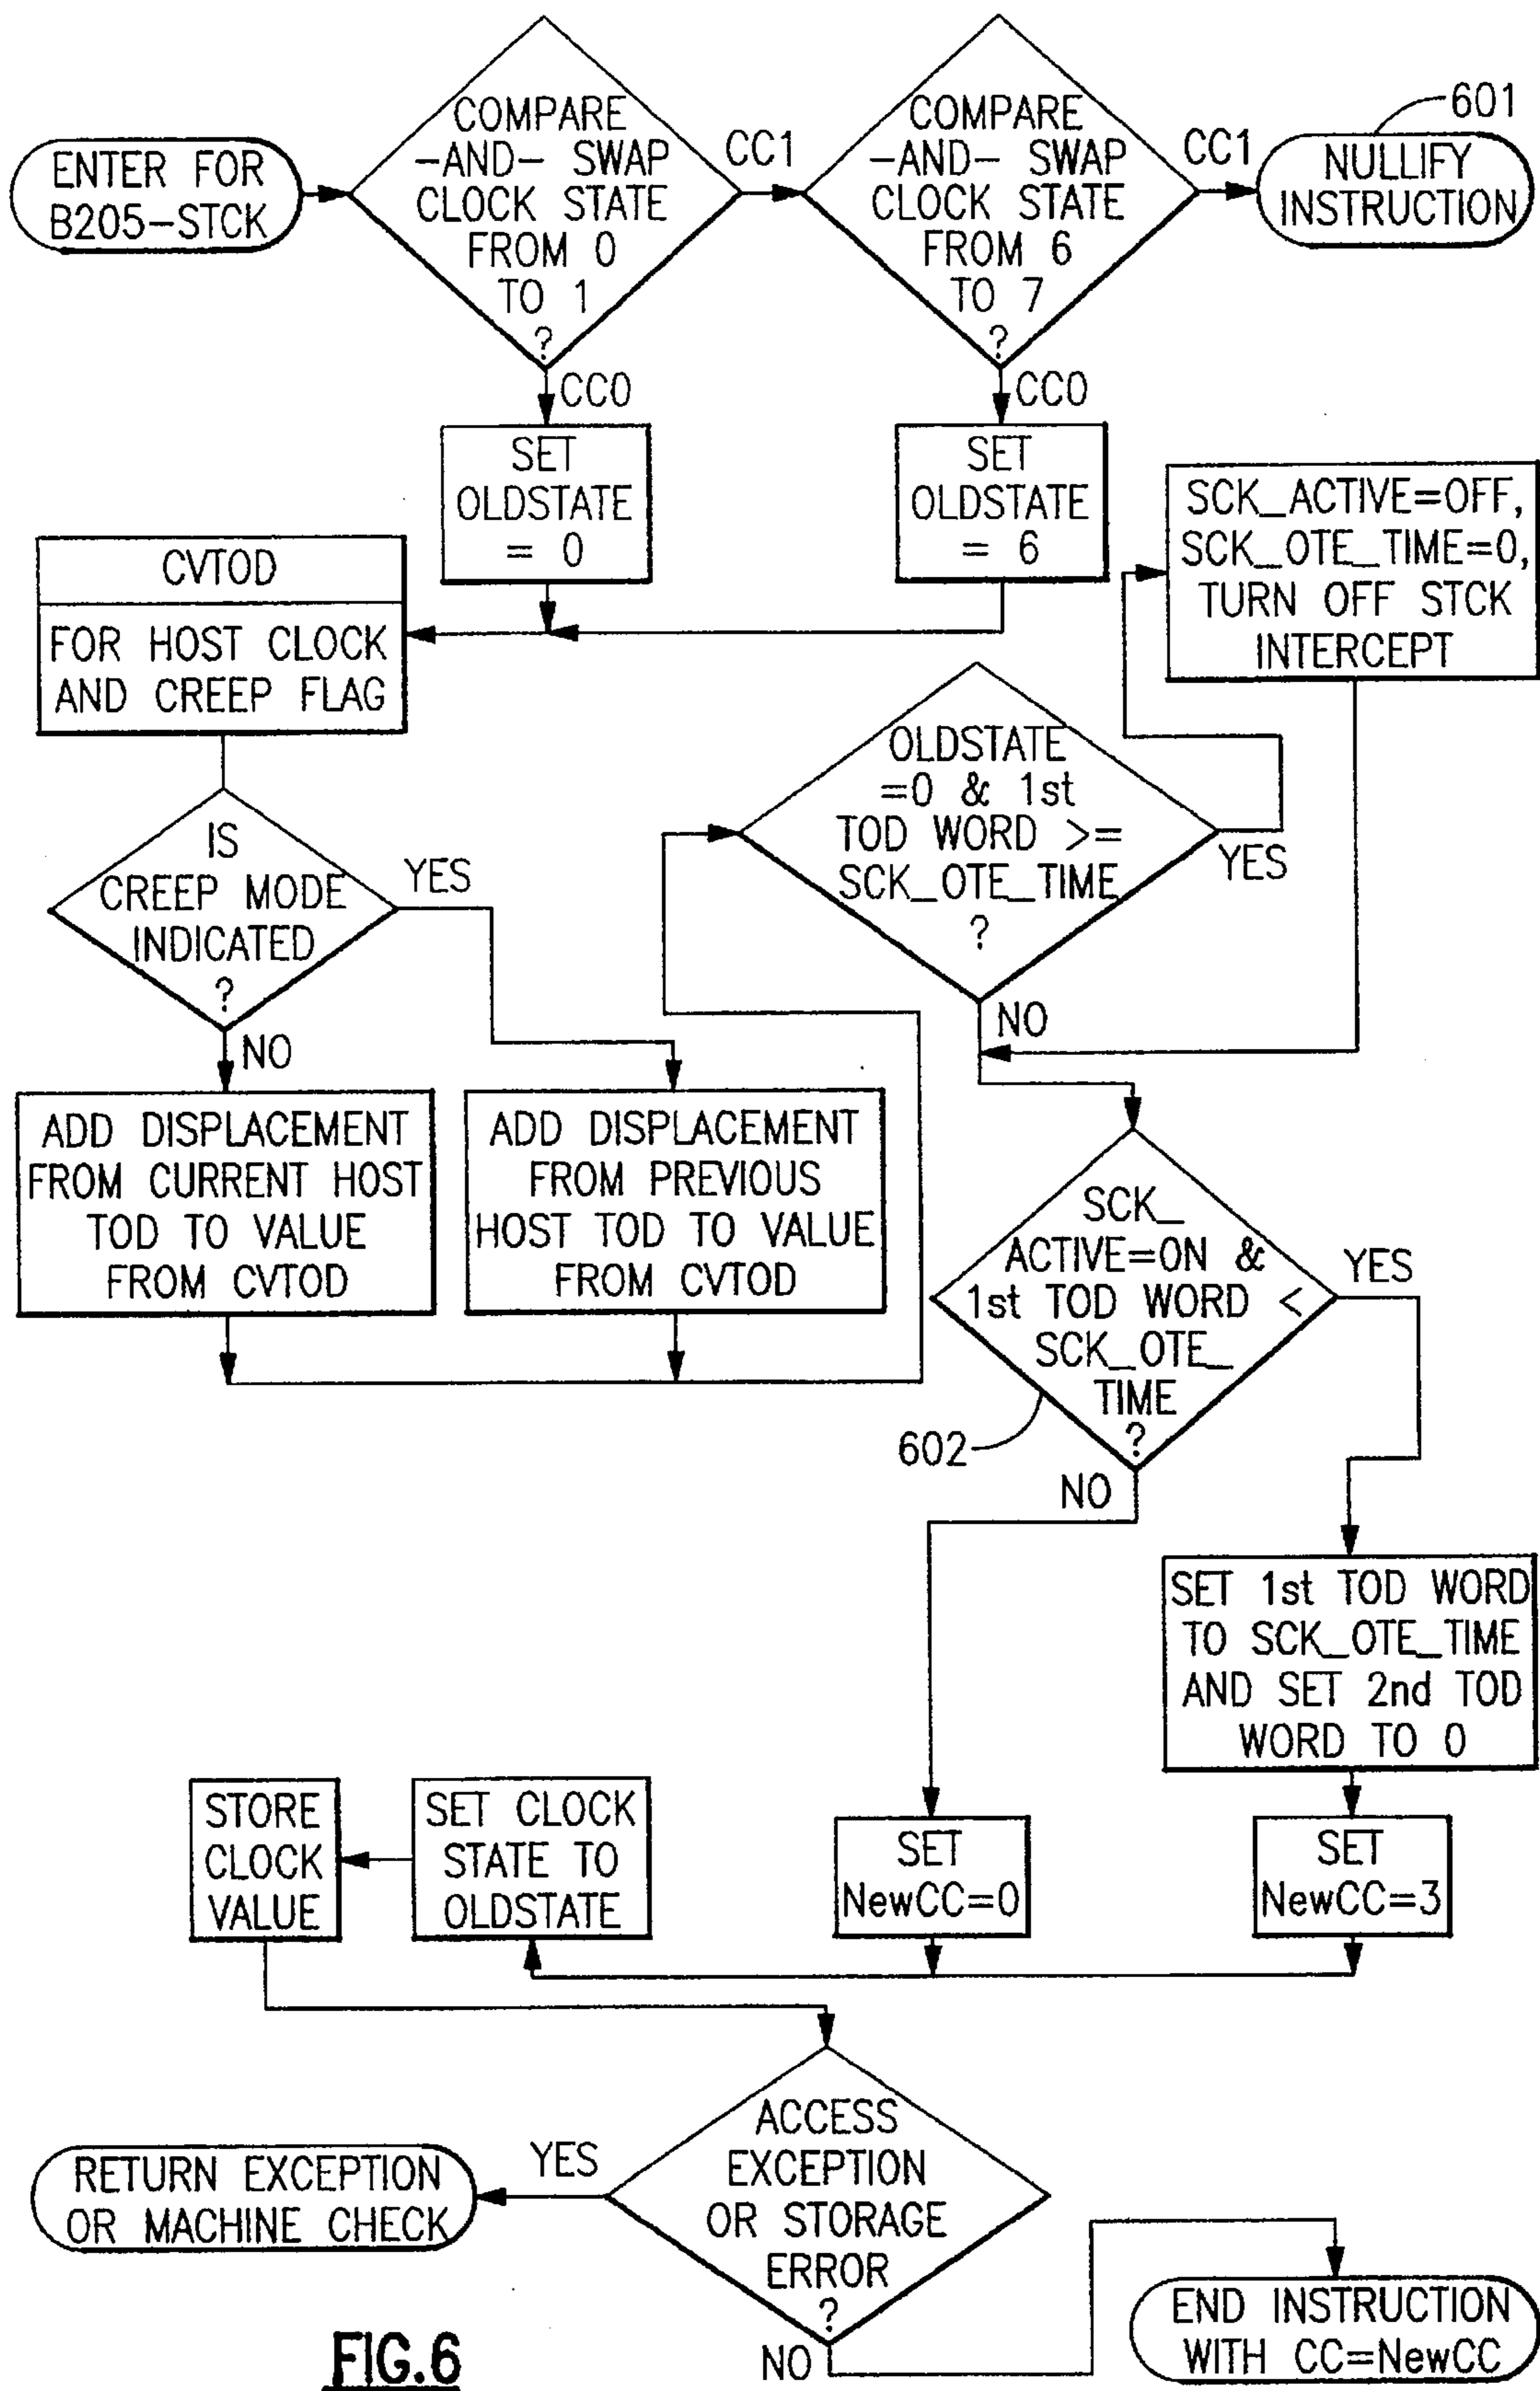 ENTER FOR
B205-STCK
COMPARE
-AND- SWAP
CLOCK STATE
FROM 0
TO 1
?
CC1
COMPARE
-AND- SWAP
CLOCK STATE
FROM 6
TO 7
?
CC1
601
NULLIFY
INSTRUCTION
CC0
CC0
SET
OLDSTATE
= 0
SET
OLDSTATE
= 6
SCK_ACTIVE=OFF,
SCK_OTE_TIME=0,
TURN OFF STCK
INTERCEPT
CVTOD
FOR HOST CLOCK
AND CREEP FLAG
OLDSTATE
=0 & 1st
TOD WORD >=
SCK_OTE_TIME
?
YES
NO
IS
CREEP MODE
INDICATED
?
YES
NO
ADD DISPLACEMENT
FROM CURRENT HOST
TOD TO VALUE
FROM CVTOD
ADD DISPLACEMENT
FROM PREVIOUS
HOST TOD TO VALUE
FROM CVTOD
SCK_
ACTIVE=ON &
1st TOD WORD <
SCK_OTE_
TIME
?
YES
602
NO
SET 1st TOD WORD
TO SCK_OTE_TIME
AND SET 2nd TOD
WORD TO 0
STORE
CLOCK
VALUE
SET CLOCK
STATE TO
OLDSTATE
SET
NewCC=0
SET
NewCC=3
ACCESS
EXCEPTION
OR STORAGE
ERROR
?
YES
RETURN EXCEPTION
OR MACHINE CHECK
NO
END INSTRUCTION
WITH CC=NewCC
FIG.6